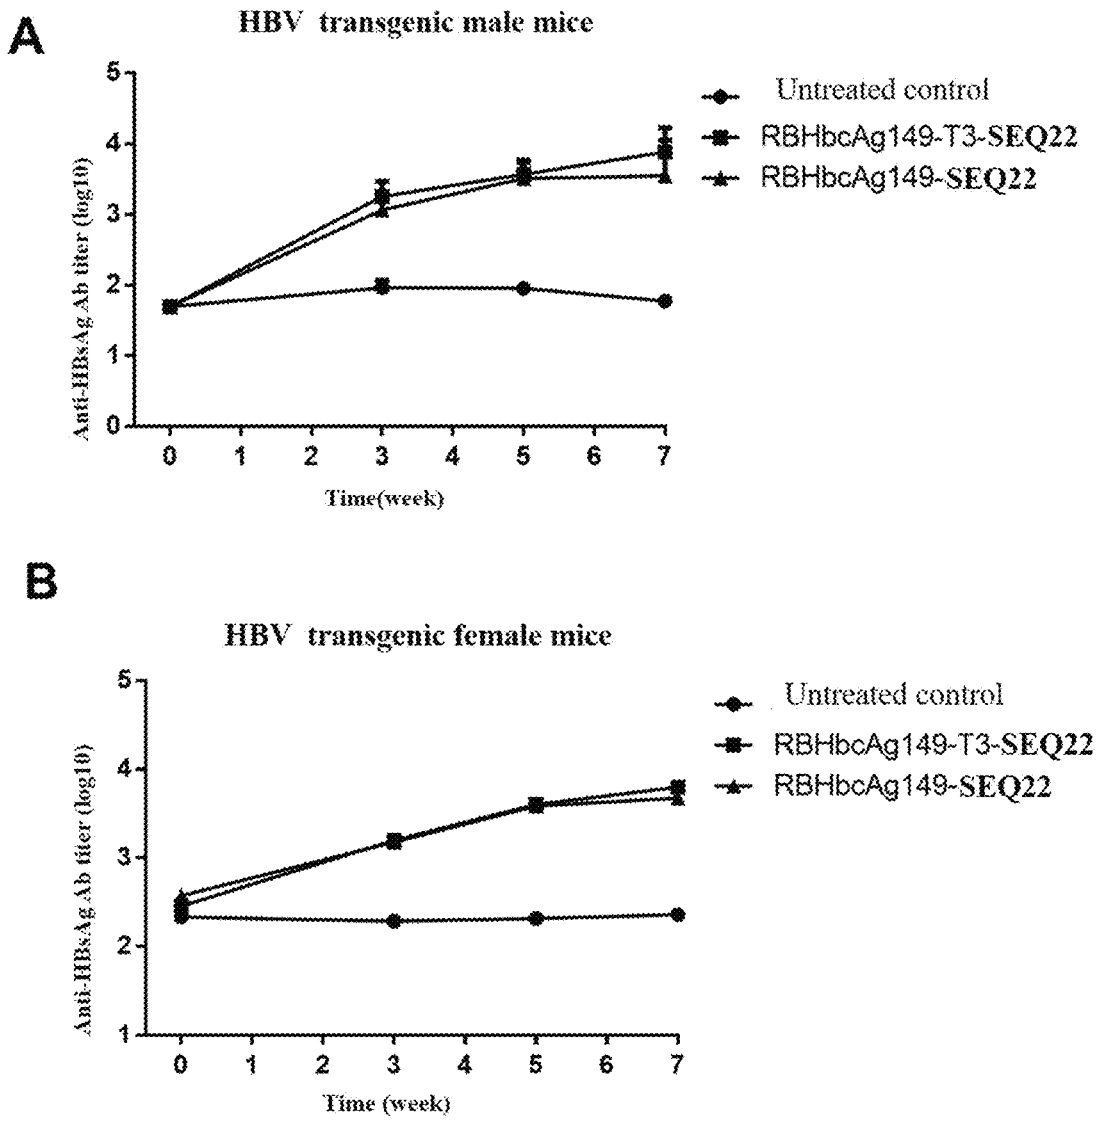 A
HBV transgenic male mice
Anti-HBsAg Ab titer (log10)
5
4
3
2
1
0
0 1 2 3 4 5 6 7
Time(week)
Untreated control
RBHbcAg149-T3-SEQ22
RBHbcAg149-SEQ22
B
HBV transgenic female mice
Anti-HBsAg Ab titer (log10)
5
4
3
2
1
0 1 2 3 4 5 6 7
Time (week)
Untreated control
RBHbcAg149-T3-SEQ22
RBHbcAg149-SEQ22